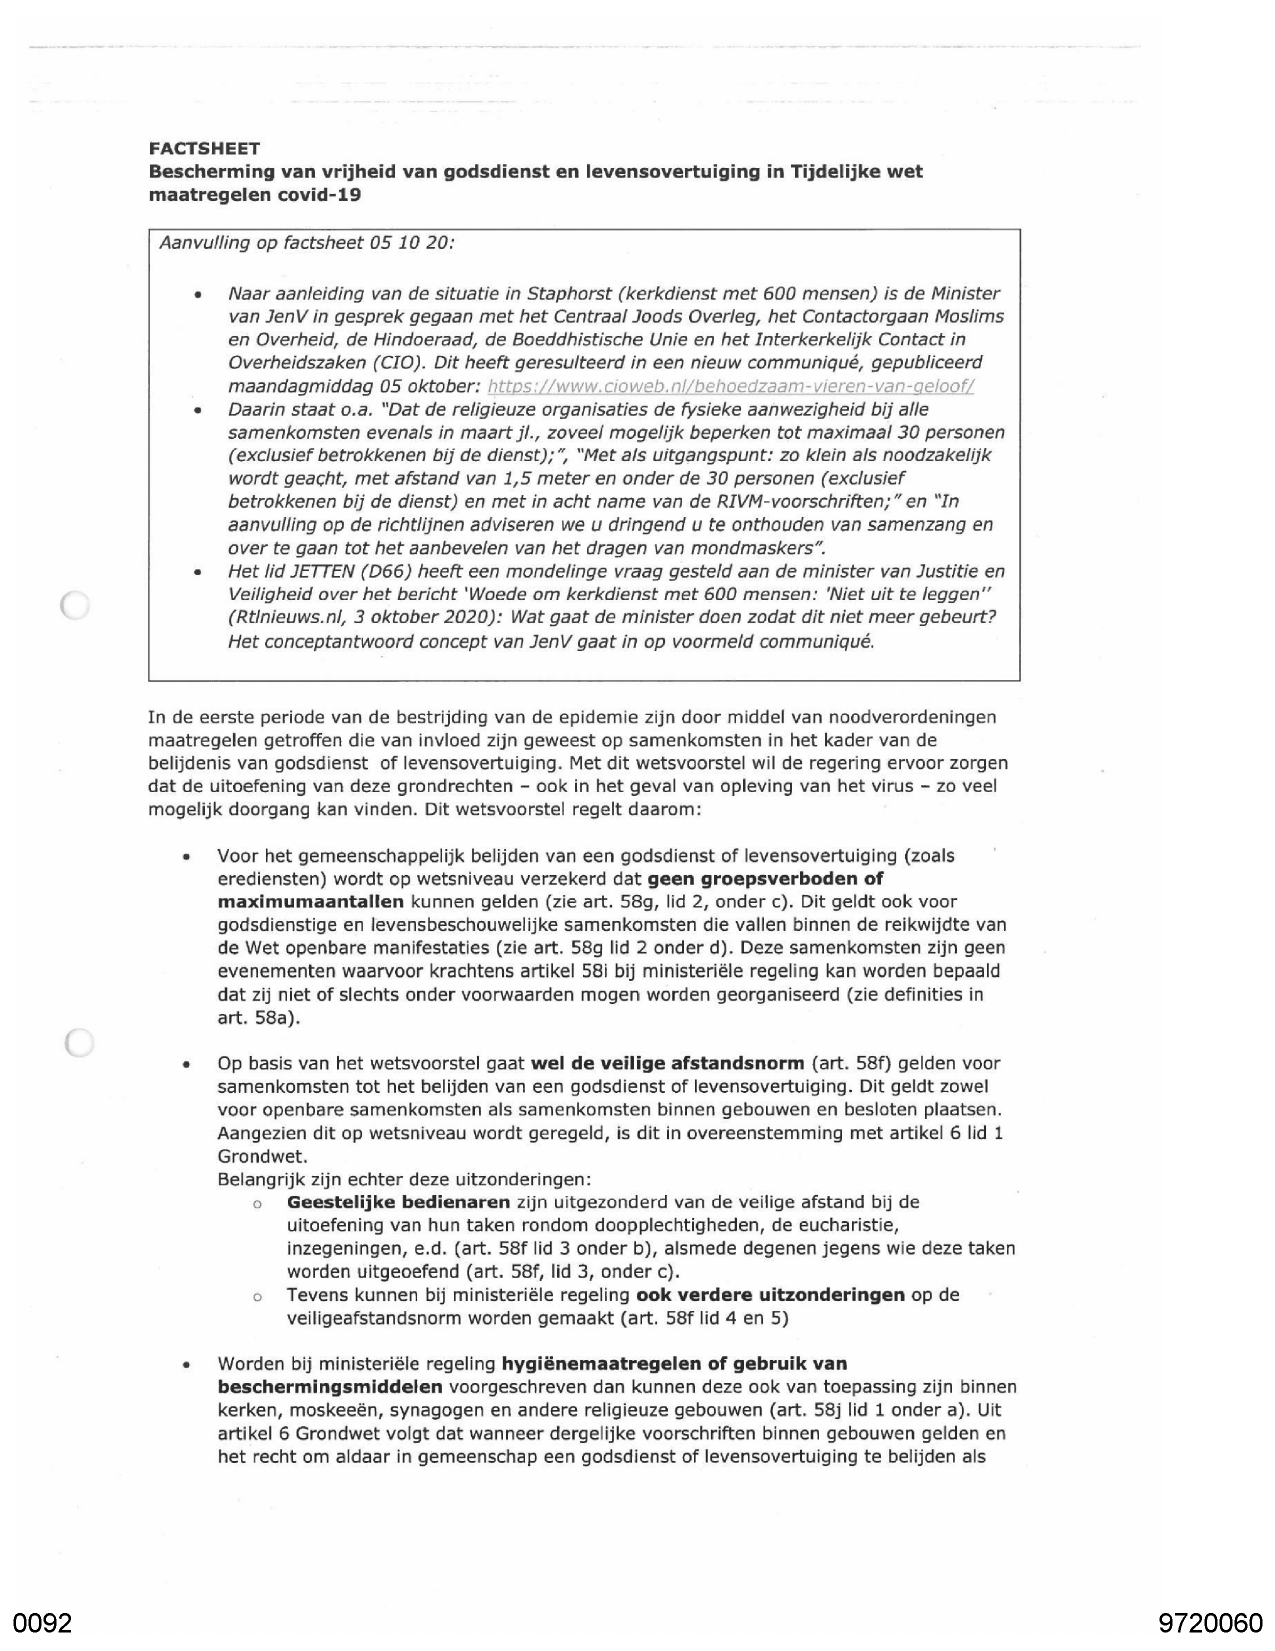 FACTSHEET
Bescherming van vrijheid van godsdienst en levensovertuiging in Tijdelijke wet
maatregelen covid-19
Aanvulling op factsheet 05 10 20:
• Naar aanleiding van de situatie in Staphorst (kerkdienst met 600 mensen) is de Minister
van JenV in gesprek gegaan met het Centraal Joods Overleg, het Contactorgaan Moslims
en Overheid, de Hindoeraad, de Boeddhistische Unie en het Interkerkelijk Contact in
Overheidszaken (CIO). Dit heeft geresulteerd in een nieuw communiqué, gepubliceerd
maandagmiddag 05 oktober: https://www.cioweb.nl/behoedzaam-vieren-van-geloof/
• Daarin staat o.a. "Dat de religieuze organisaties de fysieke aanwezigheid bij alle
samenkomsten evenals in maart jl., zoveel mogelijk beperken tot maximaal 30 personen
(exclusief betrokkenen bij de dienst);", "Met als uitgangspunt: zo klein als noodzakelijk
wordt geacht, met afstand van 1,5 meter en onder de 30 personen (exclusief
betrokkenen bij de dienst) en met in acht name van de RIVM-voorschriften;" en "In
aanvulling op de richtlijnen adviseren we u dringend u te onthouden van samenzang en
over te gaan tot het aanbevelen van het dragen van mondmaskers".
• Het lid JETTEN (D66) heeft een mondelinge vraag gesteld aan de minister van Justitie en
Veiligheid over het bericht 'Woede om kerkdienst met 600 mensen: 'Niet uit te leggen''
(Rtlnieuws.nl, 3 oktober 2020): Wat gaat de minister doen zodat dit niet meer gebeurt?
Het conceptantwoord concept van JenV gaat in op voormeld communiqué.
In de eerste periode van de bestrijding van de epidemie zijn door middel van noodverordeningen
maatregelen getroffen die van invloed zijn geweest op samenkomsten in het kader van de
belijdenis van godsdienst of levensovertuiging. Met dit wetsvoorstel wil de regering ervoor zorgen
dat de uitoefening van deze grondrechten – ook in het geval van opleving van het virus – zo veel
mogelijk doorgang kan vinden. Dit wetsvoorstel regelt daarom:
• Voor het gemeenschappelijk belijden van een godsdienst of levensovertuiging (zoals
erediensten) wordt op wetsniveau verzekerd dat geen groepsverboden of
maximumaantallen kunnen gelden (zie art. 58g, lid 2, onder c). Dit geldt ook voor
godsdienstige en levensbeschouwelijke samenkomsten die vallen binnen de reikwijdte van
de Wet openbare manifestaties (zie art. 58g lid 2 onder d). Deze samenkomsten zijn geen
evenementen waarvoor krachtens artikel 58i bij ministeriële regeling kan worden bepaald
dat zij niet of slechts onder voorwaarden mogen worden georganiseerd (zie definities in
art. 58a).
• Op basis van het wetsvoorstel gaat wel de veilige afstandsnorm (art. 58f) gelden voor
samenkomsten tot het belijden van een godsdienst of levensovertuiging. Dit geldt zowel
voor openbare samenkomsten als samenkomsten binnen gebouwen en besloten plaatsen.
Aangezien dit op wetsniveau wordt geregeld, is dit in overeenstemming met artikel 6 lid 1
Grondwet.
Belangrijk zijn echter deze uitzonderingen:
o Geestelijke bedienaren zijn uitgezonderd van de veilige afstand bij de
uitoefening van hun taken rondom doopplechtigheden, de eucharistie,
inzegeningen, e.d. (art. 58f lid 3 onder b), alsmede degenen jegens wie deze taken
worden uitgeoefend (art. 58f, lid 3, onder c).
o Tevens kunnen bij ministeriële regeling ook verdere uitzonderingen op de
veiligeafstandsnorm worden gemaakt (art. 58f lid 4 en 5)
• Worden bij ministeriële regeling hygiënemaatregelen of gebruik van
beschermingsmiddelen voorgeschreven dan kunnen deze ook van toepassing zijn binnen
kerken, moskeeën, synagogen en andere religieuze gebouwen (art. 58j lid 1 onder a). Uit
artikel 6 Grondwet volgt dat wanneer dergelijke voorschriften binnen gebouwen gelden en
het recht om aldaar in gemeenschap een godsdienst of levensovertuiging te belijden als
0092
9720060